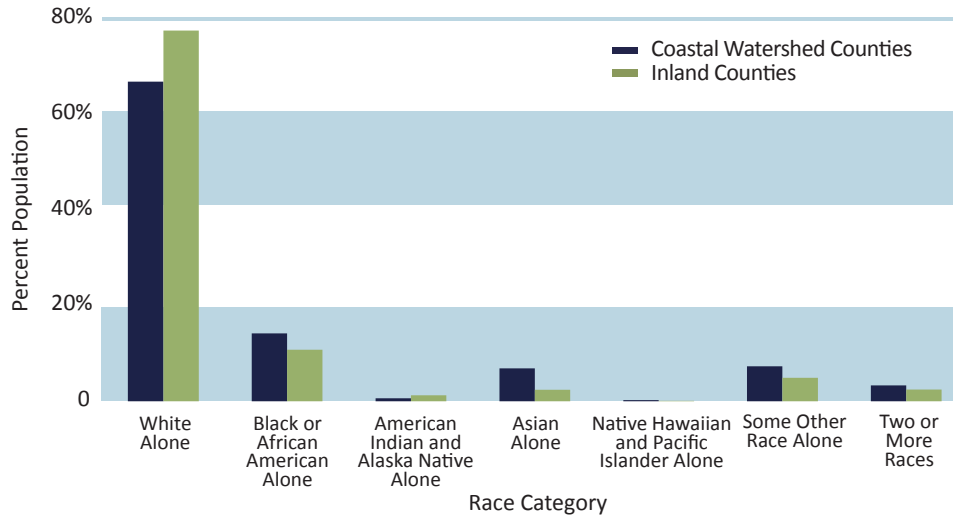 80%
Coastal Watershed Counties
Inland Counties
60%
40%
20%
0
Percent Population
White
Alone
Black or
African
American
Alone
American
Indian and
Alaska Native
Alone
Asian
Alone
Native Hawaiian
and Pacific
Islander Alone
Some Other
Race Alone
Two or
More
Races
Race Category